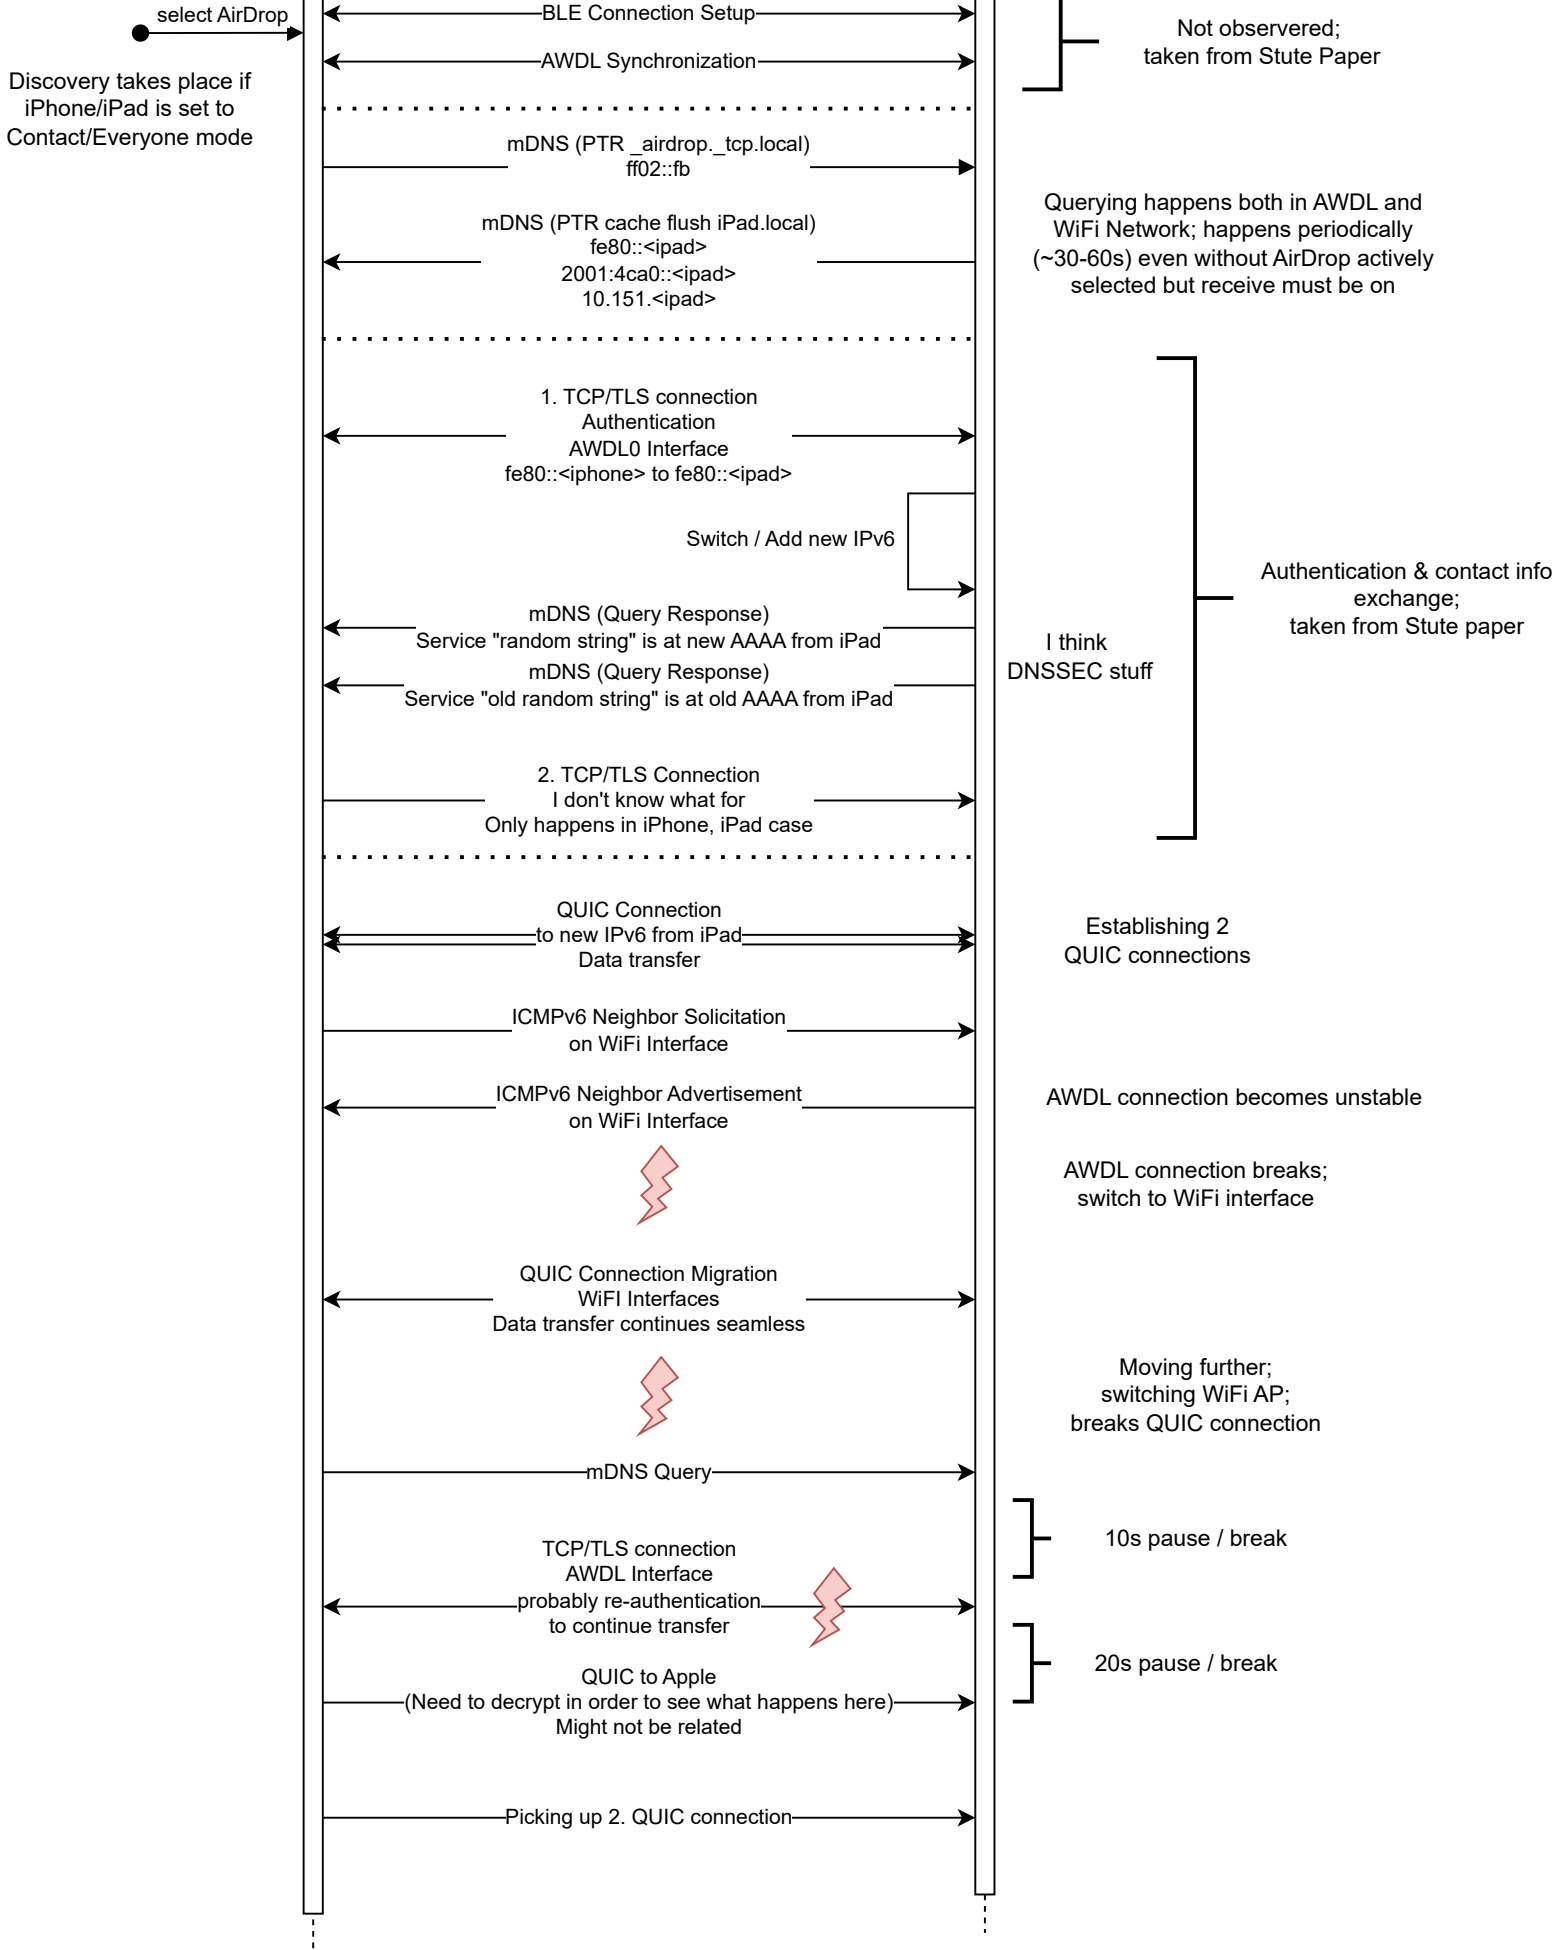 select AirDrop
BLE Connection Setup
Not observed;
taken from Stute Paper
AWDL Synchronization
Discovery takes place if
iPhone/iPad is set to
Contact/Everyone mode
mDNS (PTR _airdrop._tcp.local)
ff02::fb
mDNS (PTR cache flush iPad.local)
fe80::<ipad>
2001:4ca0::<ipad>
10.151.<ipad>
Querying happens both in AWDL and
WiFi Network; happens periodically
(~30-60s) even without AirDrop actively
selected but receive must be on
1. TCP/TLS connection
Authentication
AWDL0 Interface
fe80::<iphone> to fe80::<ipad>
Switch / Add new IPv6
Authentication & contact info
exchange;
taken from Stute paper
mDNS (Query Response)
Service "random string" is at new AAAA from iPad
mDNS (Query Response)
Service "old random string" is at old AAAA from iPad
I think
DNSSEC stuff
2. TCP/TLS Connection
I don't know what for
Only happens in iPhone, iPad case
QUIC Connection
to new IPv6 from iPad
Data transfer
Establishing 2
QUIC connections
ICMPv6 Neighbor Solicitation
on WiFi Interface
ICMPv6 Neighbor Advertisement
on WiFi Interface
AWDL connection becomes unstable
AWDL connection breaks;
switch to WiFi interface
QUIC Connection Migration
WiFI Interfaces
Data transfer continues seamless
Moving further;
switching WiFi AP;
breaks QUIC connection
mDNS Query
10s pause / break
TCP/TLS connection
AWDL Interface
probably re-authentication
to continue transfer
20s pause / break
QUIC to Apple
(Need to decrypt in order to see what happens here)
Might not be related
Picking up 2. QUIC connection